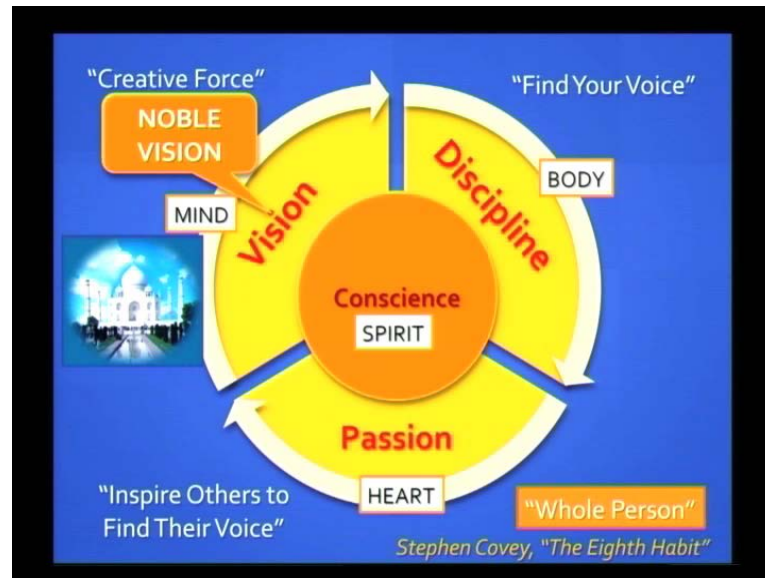 "Creative Force"
NOBLE
VISION
MIND
Vision
"Find Your Voice"
Discipline
BODY
Conscience
SPIRIT
Passion
HEART
"Inspire Others to
Find Their Voice"
"Whole Person"
Stephen Covey, "The Eighth Habit"